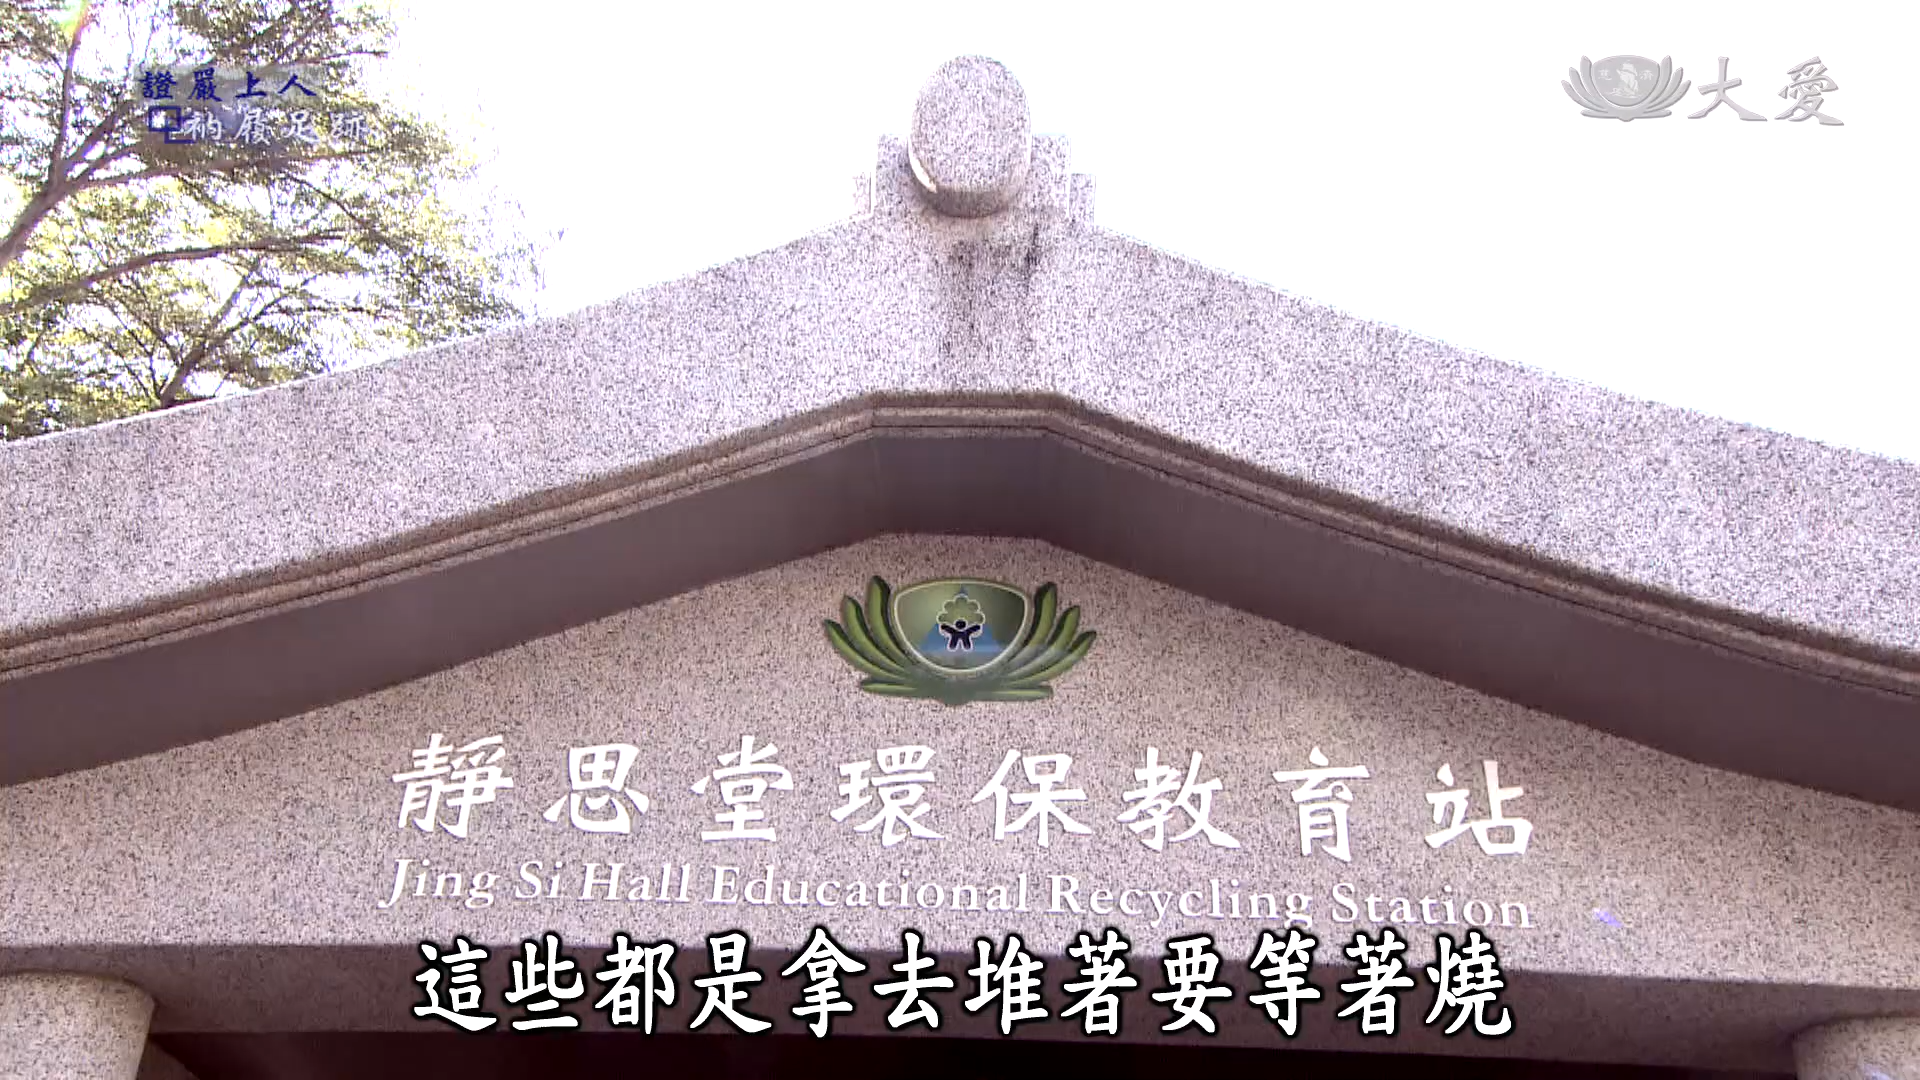 證嚴上人
衲履足跡
大愛
靜思堂環保教育站
Jing Si Hall Educational Recycling Station
這些都是拿去堆著要等著燒